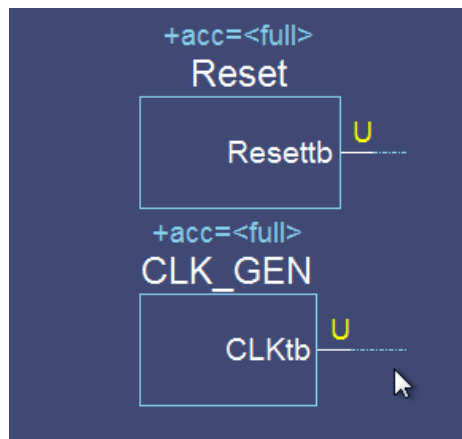 +acc=<full>
Reset
Resettb
U
+acc=<full>
CLK_GEN
CLKtb
U